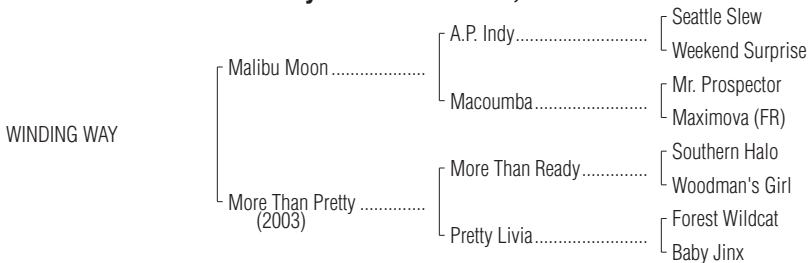 Seattle Slew
A.P. Indy
Weekend Surprise
Malibu Moon
Mr. Prospector
Macoumba
Maximova (FR)
WINDING WAY
Southern Halo
More Than Ready
Woodman's Girl
More Than Pretty
(2003)
Forest Wildcat
Pretty Livia
Baby Jinx